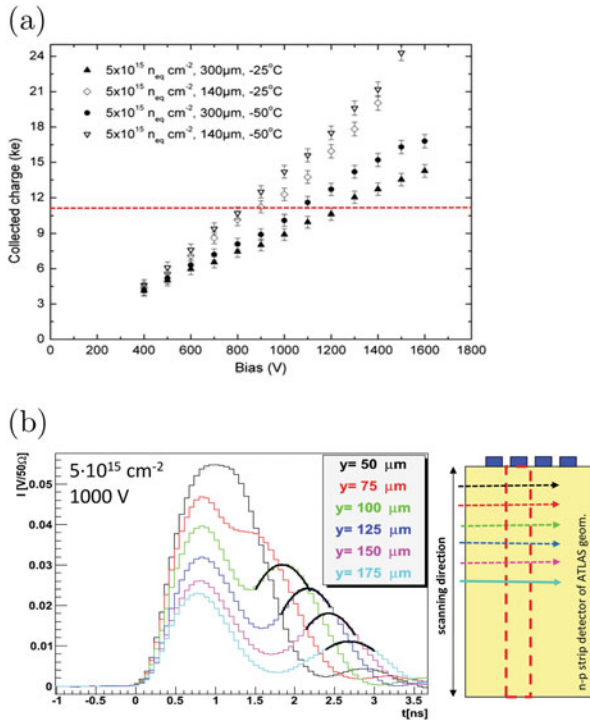 (a)
24
21
18
15
12
9
6
3
0
Collected charge (ke)
5x10¹⁵ n_eq cm⁻², 300µm, -25°C
5x10¹⁵ n_eq cm⁻², 140µm, -25°C
5x10¹⁵ n_eq cm⁻², 300µm, -50°C
5x10¹⁵ n_eq cm⁻², 140µm, -50°C
0 200 400 600 800 1000 1200 1400 1600 1800
Bias (V)
(b)
I [V/50Ω]
0.05
0.04
0.03
0.02
0.01
0
5·10¹⁵ cm⁻²
1000 V
y= 50 µm
y= 75 µm
y= 100 µm
y= 125 µm
y= 150 µm
y= 175 µm
-1 -0.5 0 0.5 1 1.5 2 2.5 3 3.5
t[ns]
scanning direction
n-p strip detector of ATLAS geom.